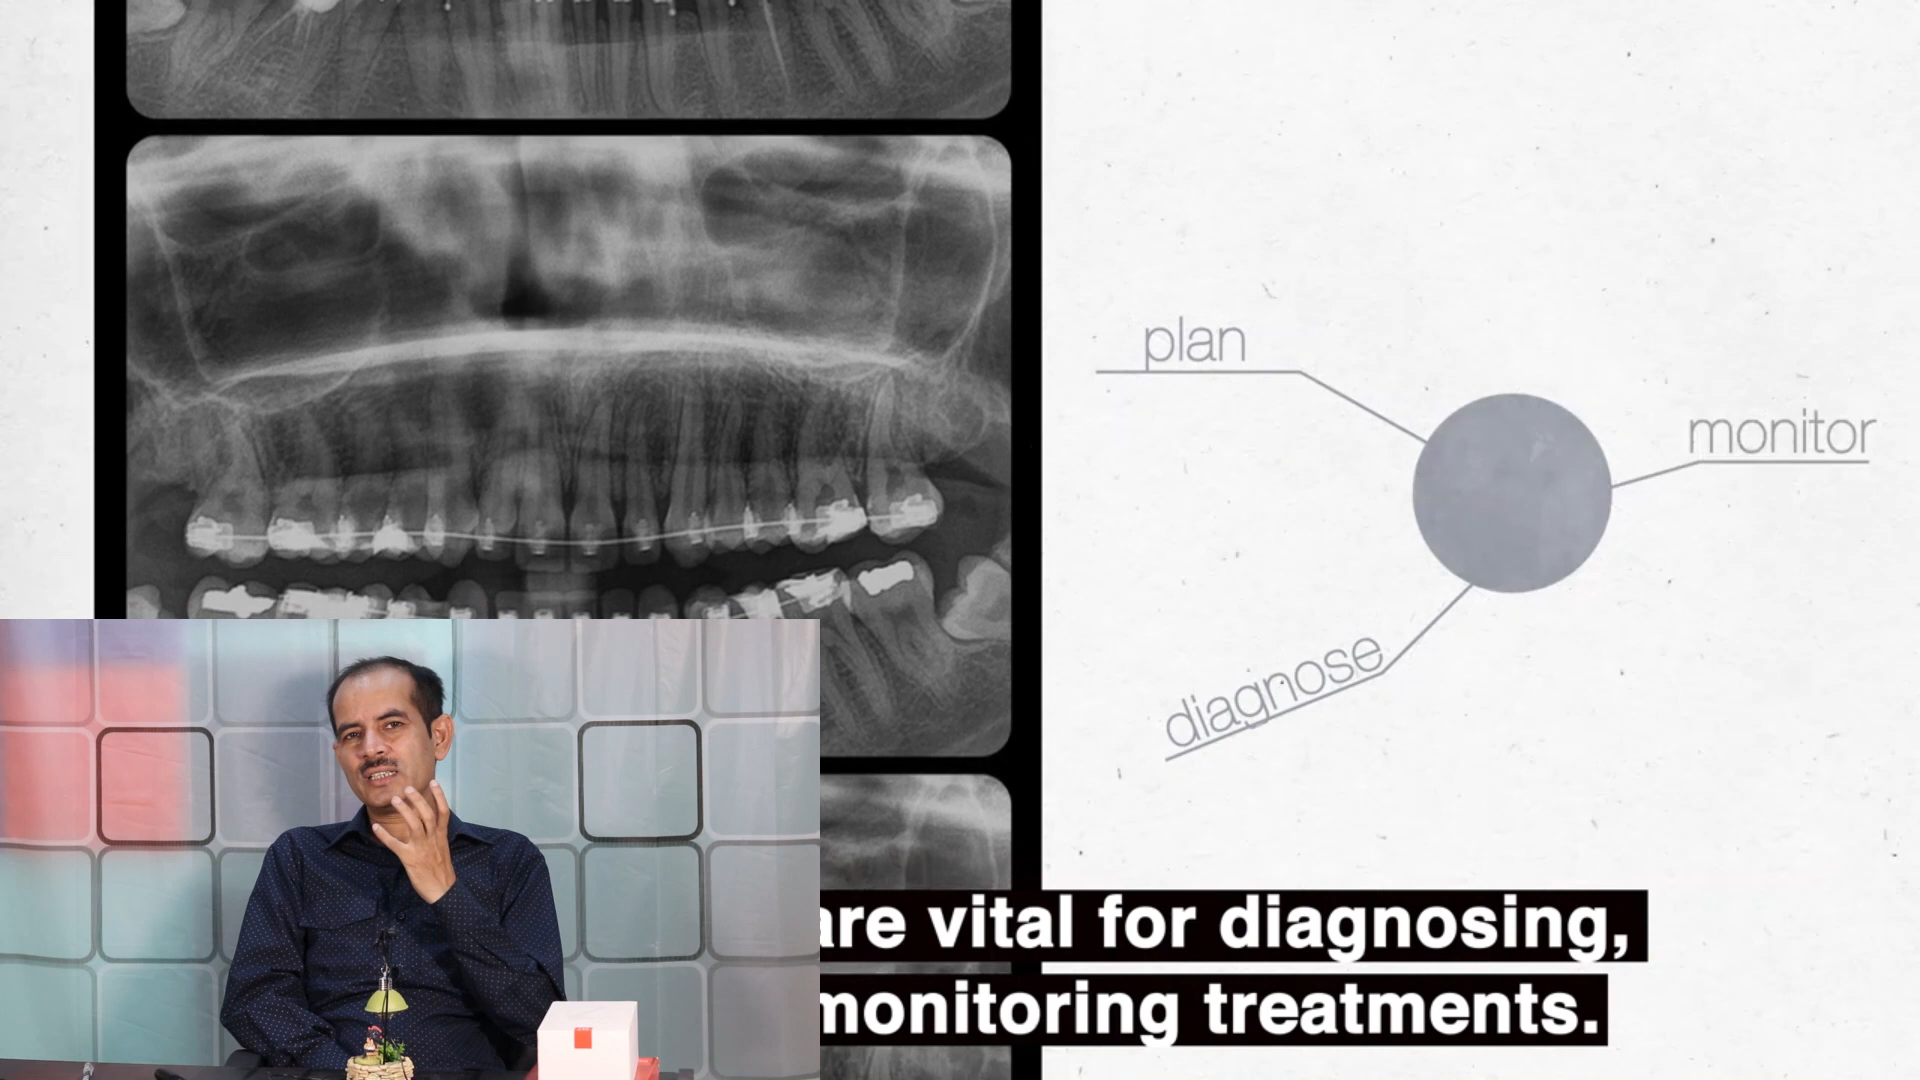 plan
monitor
diagnose
are vital for diagnosing,
monitoring treatments.